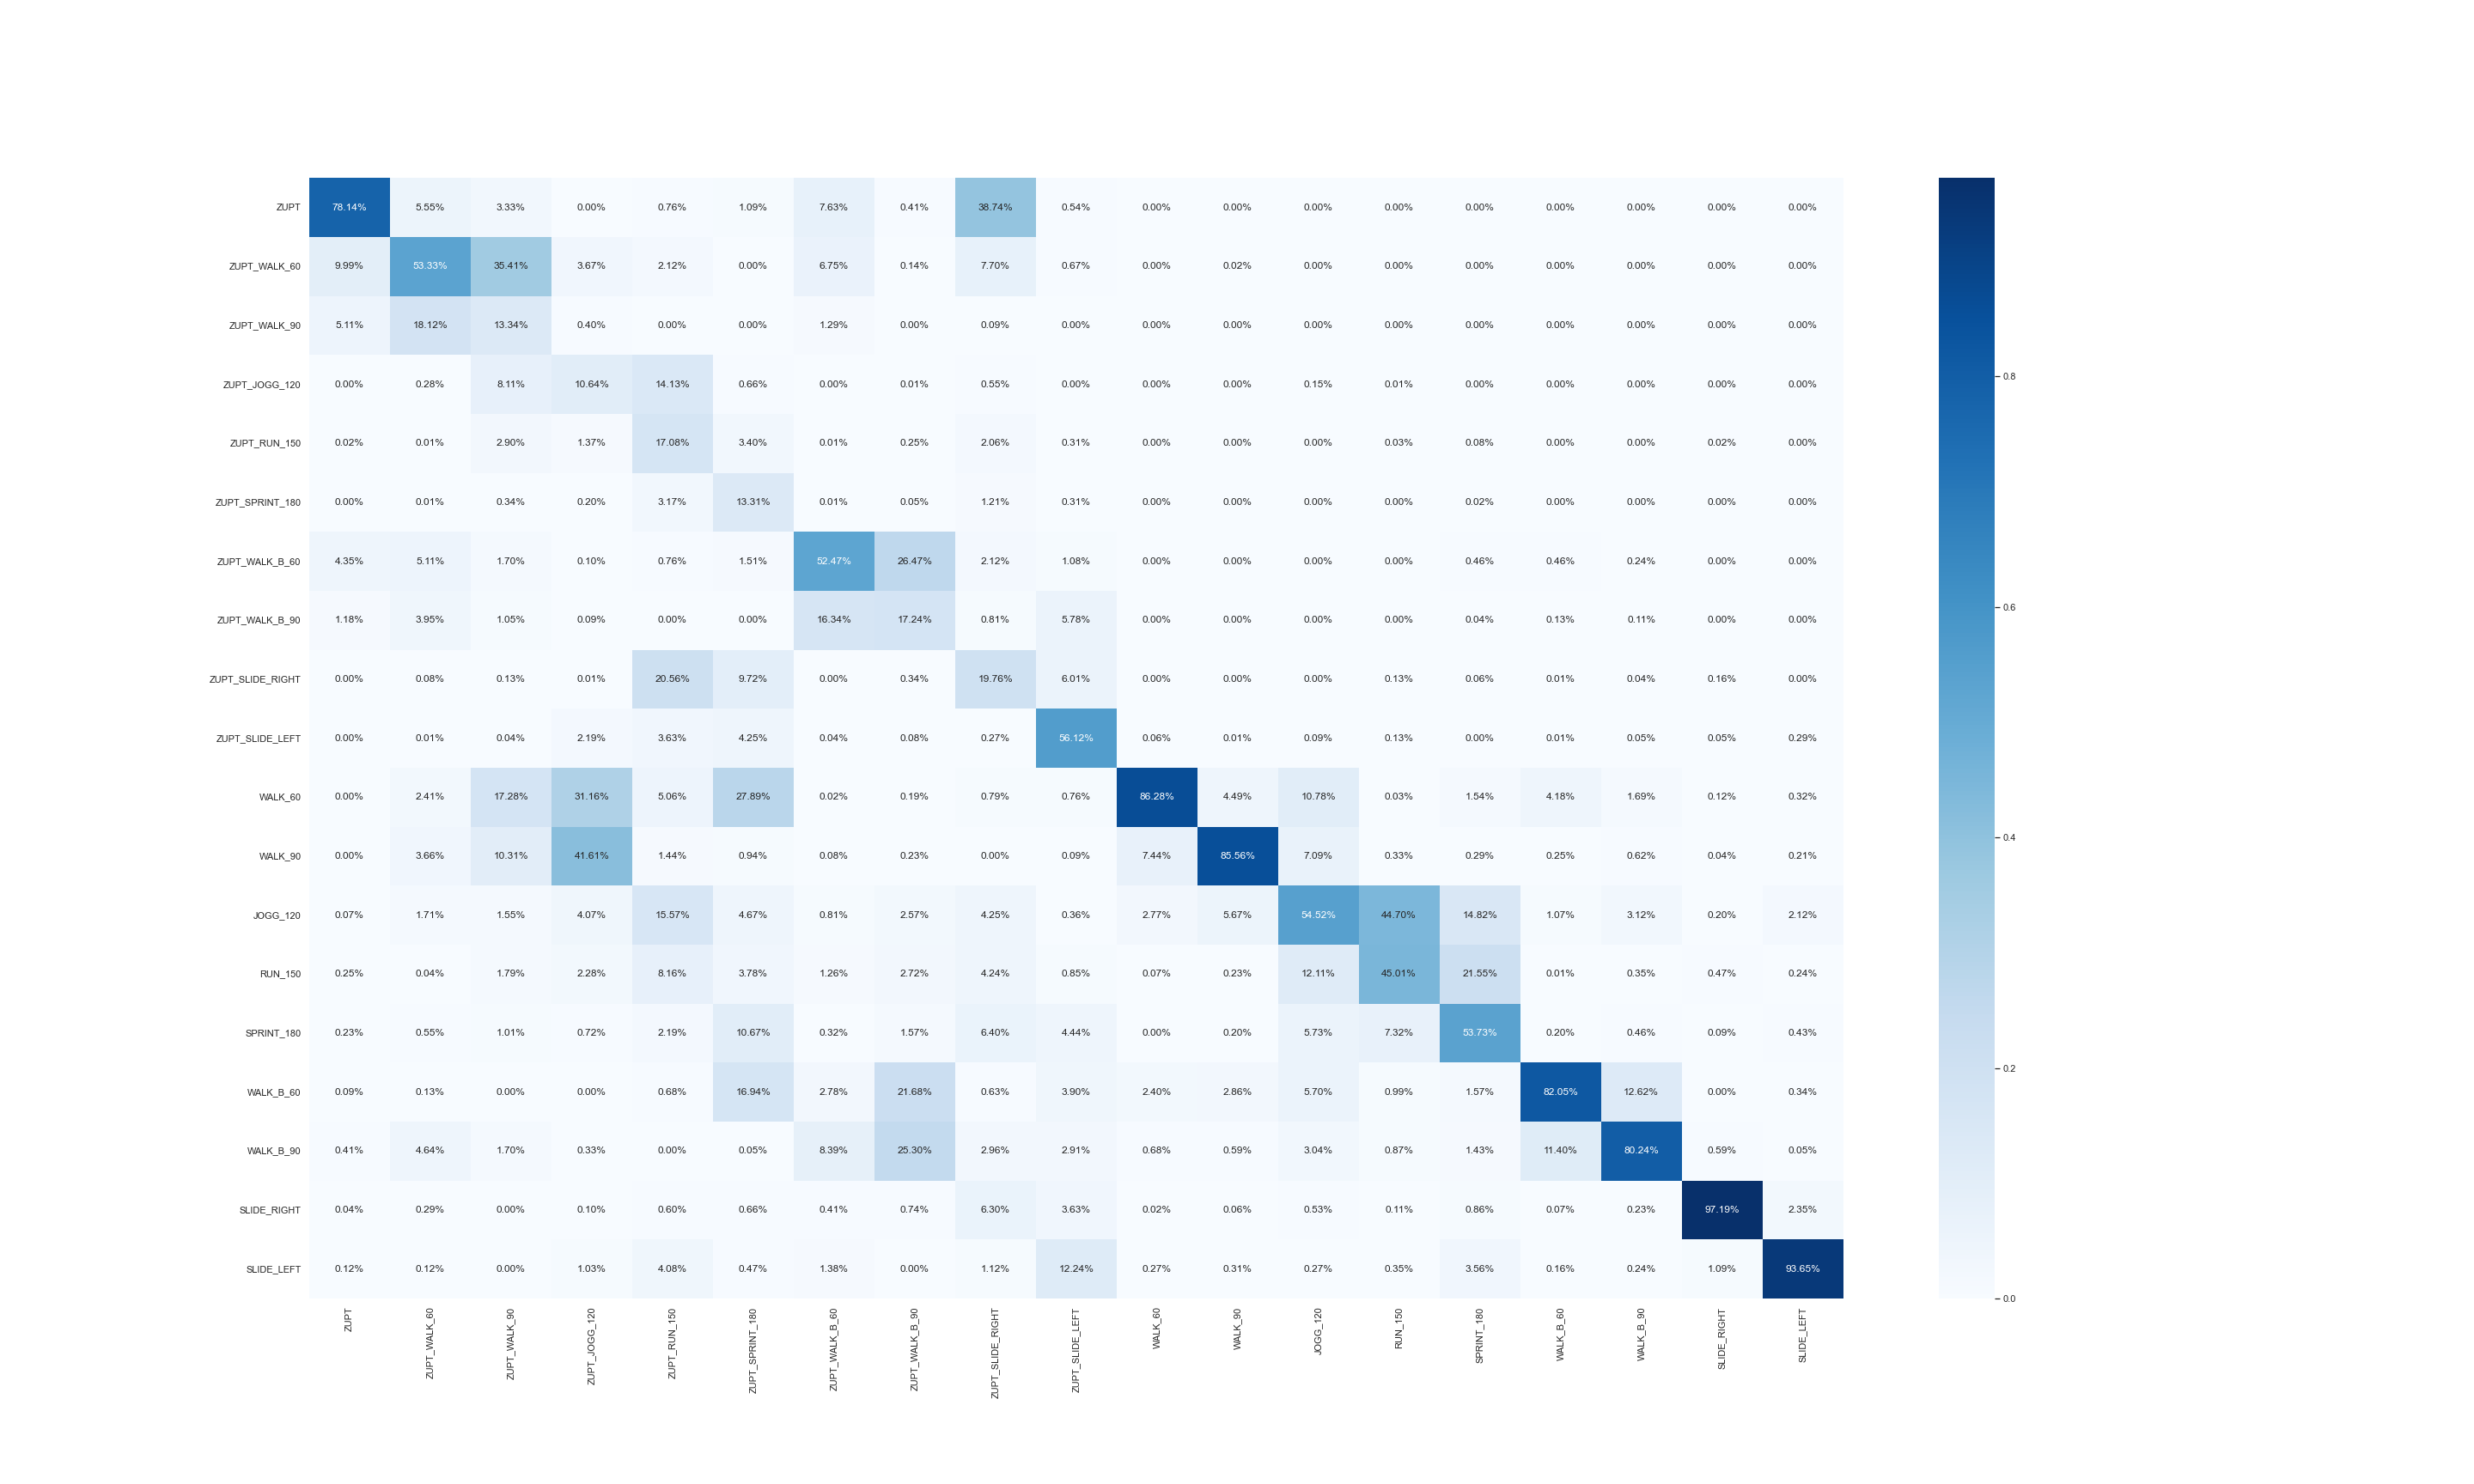 ZUPT 78.14% 5.55% 3.33% 0.00% 0.76% 1.09% 7.63% 0.41% 38.74% 0.54% 0.00% 0.00% 0.00% 0.00% 0.00% 0.00% 0.00% 0.00% 0.00%
ZUPT_WALK_60 9.99% 53.33% 35.41% 3.67% 2.12% 0.00% 6.75% 0.14% 7.70% 0.67% 0.00% 0.02% 0.00% 0.00% 0.00% 0.00% 0.00% 0.00% 0.00%
ZUPT_WALK_90 5.11% 18.12% 13.34% 0.40% 0.00% 0.00% 1.29% 0.00% 0.09% 0.00% 0.00% 0.00% 0.00% 0.00% 0.00% 0.00% 0.00% 0.00% 0.00%
ZUPT_JOGG_120 0.00% 0.28% 8.11% 10.64% 14.13% 0.66% 0.00% 0.01% 0.55% 0.00% 0.00% 0.00% 0.15% 0.01% 0.00% 0.00% 0.00% 0.00% 0.00%
0.8
ZUPT_RUN_150 0.02% 0.01% 2.90% 1.37% 17.08% 3.40% 0.01% 0.25% 2.06% 0.31% 0.00% 0.00% 0.00% 0.03% 0.08% 0.00% 0.00% 0.02% 0.00%
ZUPT_SPRINT_180 0.00% 0.01% 0.34% 0.20% 3.17% 13.31% 0.01% 0.05% 1.21% 0.31% 0.00% 0.00% 0.00% 0.00% 0.02% 0.00% 0.00% 0.00% 0.00%
ZUPT_WALK_B_60 4.35% 5.11% 1.70% 0.10% 0.76% 1.51% 52.47% 26.47% 2.12% 1.08% 0.00% 0.00% 0.00% 0.00% 0.46% 0.46% 0.24% 0.00% 0.00%
0.6
ZUPT_WALK_B_90 1.18% 3.95% 1.05% 0.09% 0.00% 0.00% 16.34% 17.24% 0.81% 5.78% 0.00% 0.00% 0.00% 0.00% 0.04% 0.13% 0.11% 0.00% 0.00%
ZUPT_SLIDE_RIGHT 0.00% 0.08% 0.13% 0.01% 20.56% 9.72% 0.00% 0.34% 19.76% 6.01% 0.00% 0.00% 0.00% 0.13% 0.06% 0.01% 0.04% 0.16% 0.00%
ZUPT_SLIDE_LEFT 0.00% 0.01% 0.04% 2.19% 3.63% 4.25% 0.04% 0.08% 0.27% 56.12% 0.06% 0.01% 0.09% 0.13% 0.00% 0.01% 0.05% 0.05% 0.29%
WALK_60 0.00% 2.41% 17.28% 31.16% 5.06% 27.89% 0.02% 0.19% 0.79% 0.76% 86.28% 4.49% 10.78% 0.03% 1.54% 4.18% 1.69% 0.12% 0.32%
0.4
WALK_90 0.00% 3.66% 10.31% 41.61% 1.44% 0.94% 0.08% 0.23% 0.00% 0.09% 7.44% 85.56% 7.09% 0.33% 0.29% 0.25% 0.62% 0.04% 0.21%
JOGG_120 0.07% 1.71% 1.55% 4.07% 15.57% 4.67% 0.81% 2.57% 4.25% 0.36% 2.77% 5.67% 54.52% 44.70% 14.82% 1.07% 3.12% 0.20% 2.12%
RUN_150 0.25% 0.04% 1.79% 2.28% 8.16% 3.78% 1.26% 2.72% 4.24% 0.85% 0.07% 0.23% 12.11% 45.01% 21.55% 0.01% 0.35% 0.47% 0.24%
SPRINT_180 0.23% 0.55% 1.01% 0.72% 2.19% 10.67% 0.32% 1.57% 6.40% 4.44% 0.00% 0.20% 5.73% 7.32% 53.73% 0.20% 0.46% 0.09% 0.43%
0.2
WALK_B_60 0.09% 0.13% 0.00% 0.00% 0.68% 16.94% 2.78% 21.68% 0.63% 3.90% 2.40% 2.86% 5.70% 0.99% 1.57% 82.05% 12.62% 0.00% 0.34%
WALK_B_90 0.41% 4.64% 1.70% 0.33% 0.00% 0.05% 8.39% 25.30% 2.96% 2.91% 0.68% 0.59% 3.04% 0.87% 1.43% 11.40% 80.24% 0.59% 0.05%
SLIDE_RIGHT 0.04% 0.29% 0.00% 0.10% 0.60% 0.66% 0.41% 0.74% 6.30% 3.63% 0.02% 0.06% 0.53% 0.11% 0.86% 0.07% 0.23% 97.19% 2.35%
SLIDE_LEFT 0.12% 0.12% 0.00% 1.03% 4.08% 0.47% 1.38% 0.00% 1.12% 12.24% 0.27% 0.31% 0.27% 0.35% 3.56% 0.16% 0.24% 1.09% 93.65%
0.0
ZUPT
ZUPT_WALK_60
ZUPT_WALK_90
ZUPT_JOGG_120
ZUPT_RUN_150
ZUPT_SPRINT_180
ZUPT_WALK_B_60
ZUPT_WALK_B_90
ZUPT_SLIDE_RIGHT
ZUPT_SLIDE_LEFT
WALK_60
WALK_90
JOGG_120
RUN_150
SPRINT_180
WALK_B_60
WALK_B_90
SLIDE_RIGHT
SLIDE_LEFT